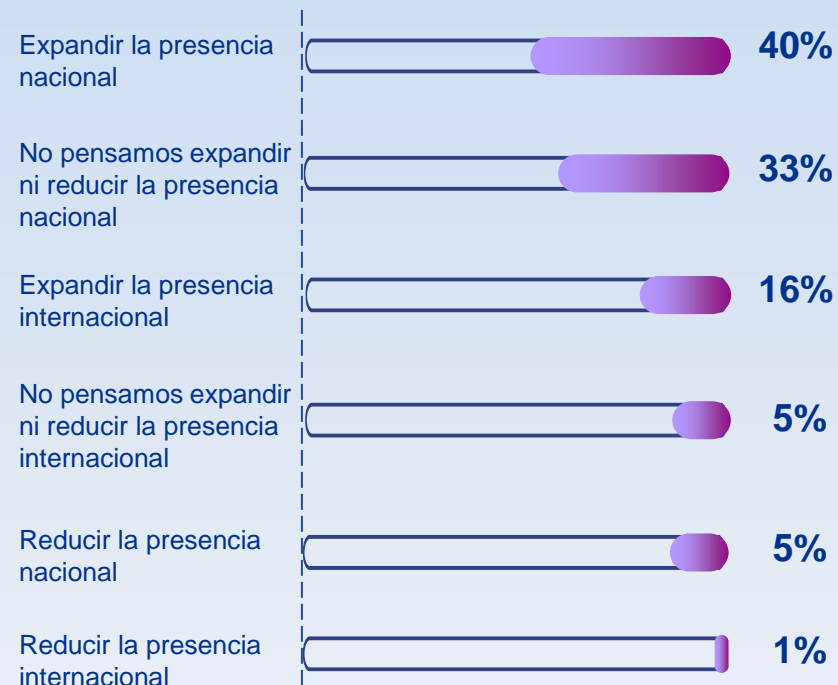 Expandir la presencia
nacional
40%
No pensamos expandir
ni reducir la presencia
nacional
33%
Expandir la presencia
internacional
16%
No pensamos expandir
ni reducir la presencia
internacional
5%
Reducir la presencia
nacional
5%
Reducir la presencia
internacional
1%